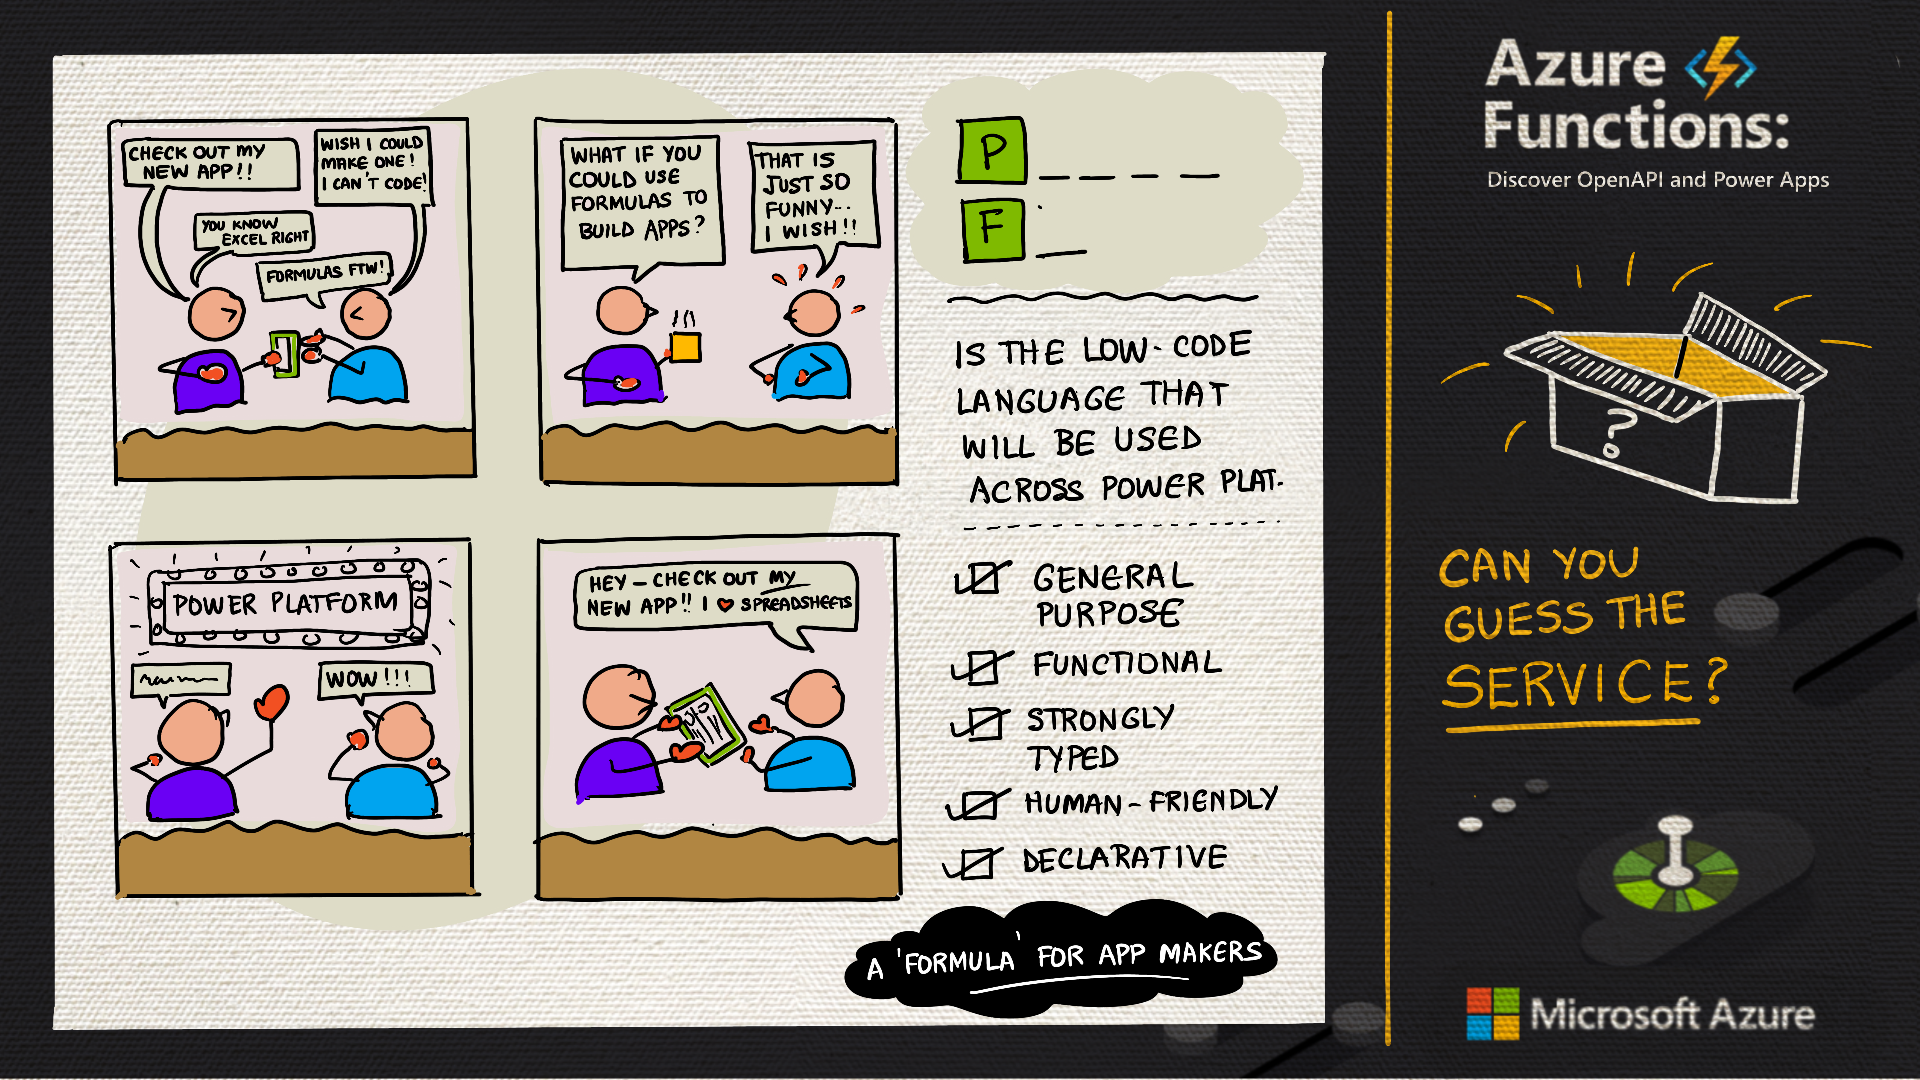 CHECK OUT MY
NEW APP!!
WISH I COULD
MAKE ONE!
I CAN'T CODE!
YOU KNOW
EXCEL RIGHT
FORMULAS FTW!
WHAT IF YOU
COULD USE
FORMULAS TO
BUILD APPS?
THAT IS
JUST SO
FUNNY..
I WISH!!
POWER PLATFORM
WOW!!!
HEY - CHECK OUT MY
NEW APP!! I ❤ SPREADSHEETS
P _ _ _ _
F _
IS THE LOW-CODE
LANGUAGE THAT
WILL BE USED
ACROSS POWER PLAT.
GENERAL
PURPOSE
FUNCTIONAL
STRONGLY
TYPED
HUMAN-FRIENDLY
DECLARATIVE
A 'FORMULA' FOR APP MAKERS
Azure
Functions:
Discover OpenAPI and Power Apps
?
CAN YOU
GUESS THE
SERVICE?
Microsoft Azure